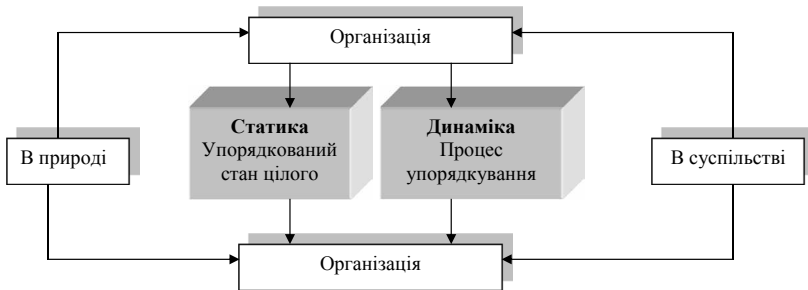 Організація
Статика
Упорядкований
стан цілого
Динаміка
Процес
упорядкування
В природі
В суспільстві
Організація